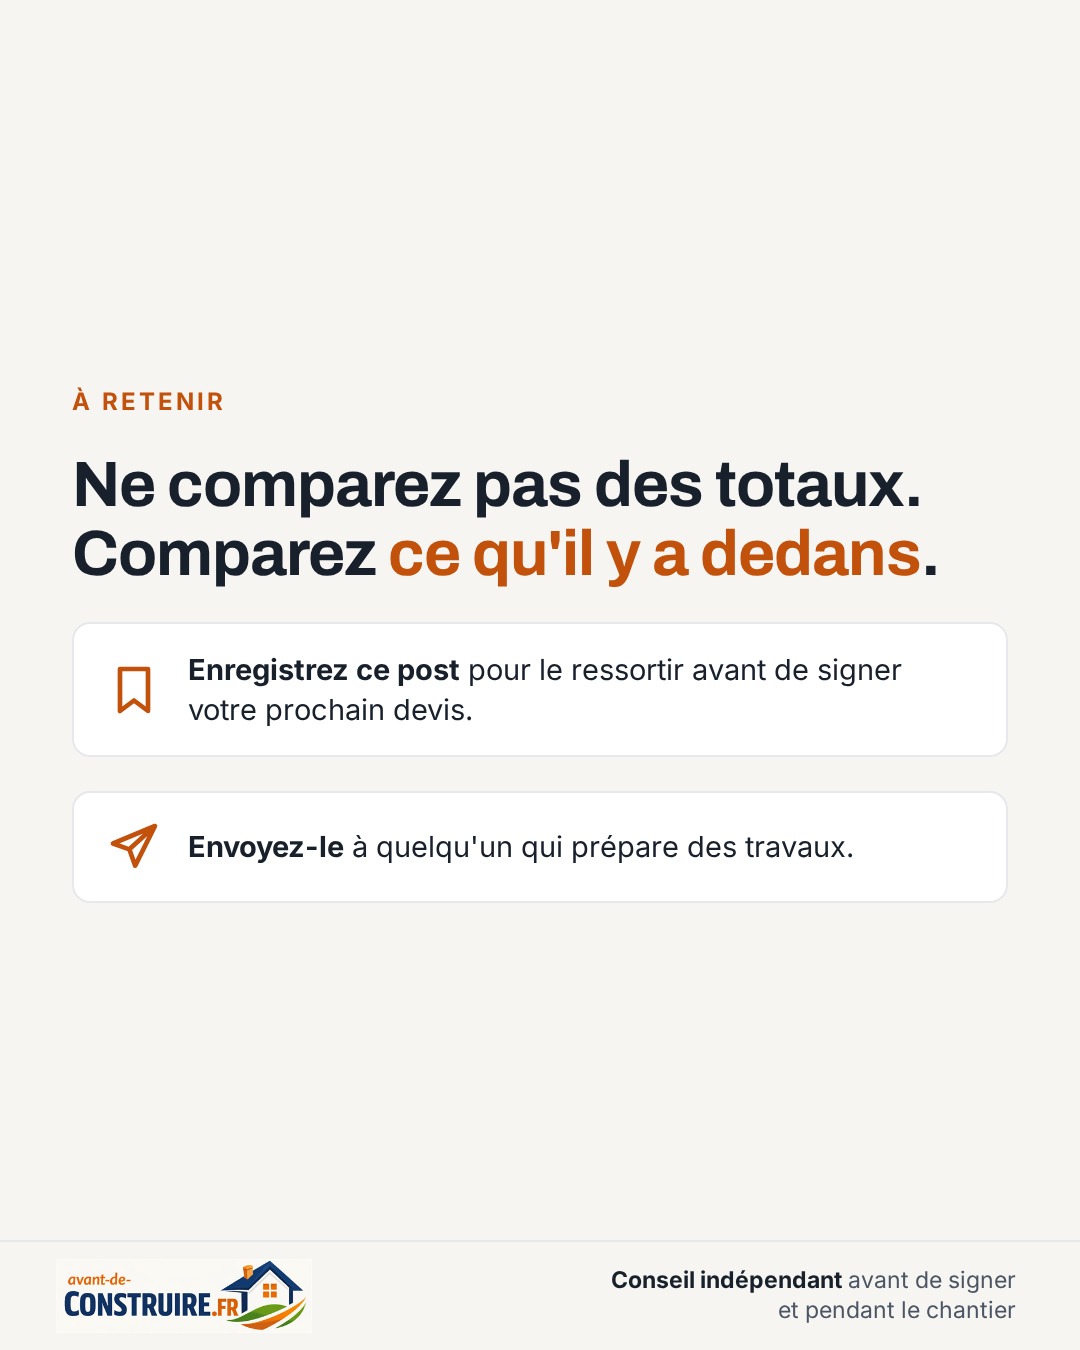 À RETENIR
Ne comparez pas des totaux.
Comparez ce qu'il y a dedans.
Enregistrez ce post pour le ressortir avant de signer
votre prochain devis.
Envoyez-le à quelqu'un qui prépare des travaux.
avant-de-
CONSTRUIRE.FR
Conseil indépendant avant de signer
et pendant le chantier